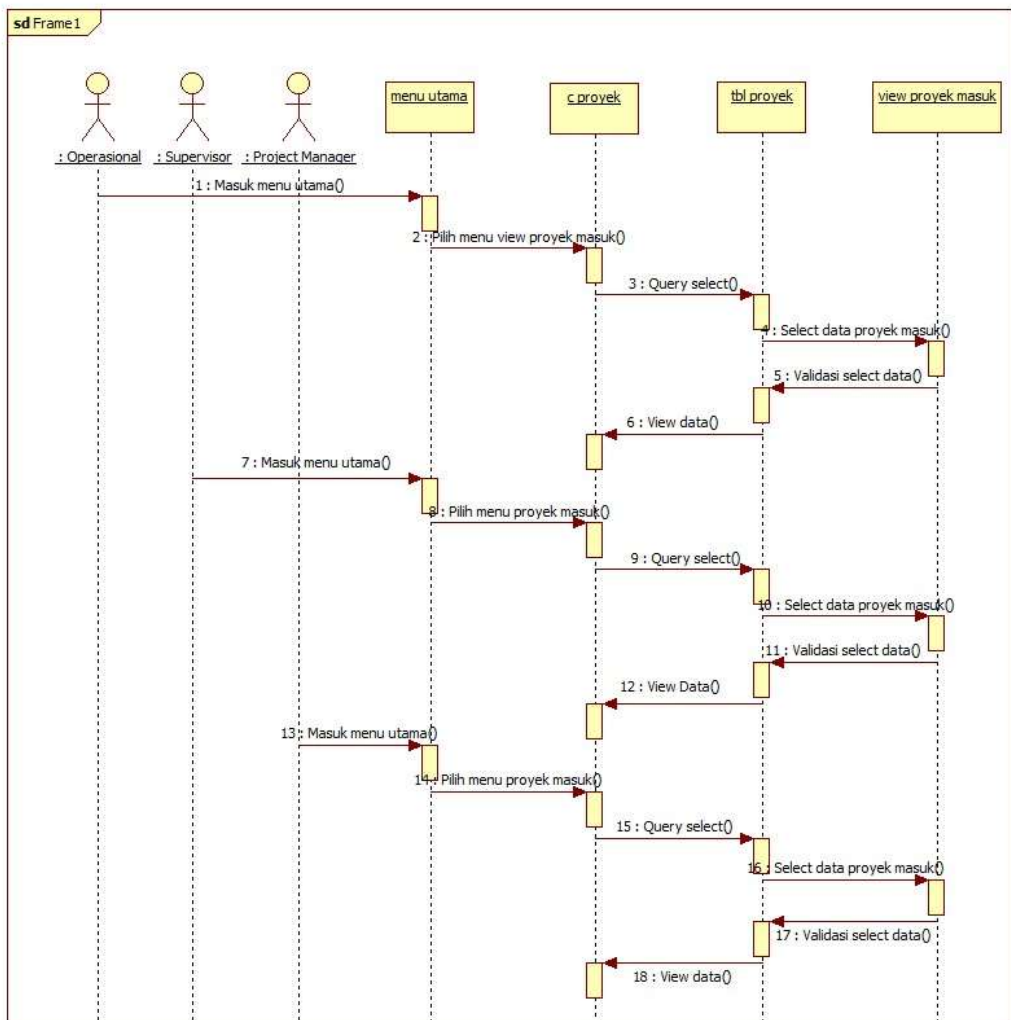 sd Frame1
menu utama
c proyek
tbl proyek
view proyek masuk
: Operasional
: Supervisor
: Project Manager
1 : Masuk menu utama()
2 : Pilih menu view proyek masuk()
3 : Query select()
4 : Select data proyek masuk()
5 : Validasi select data()
6 : View data()
7 : Masuk menu utama()
8 : Pilih menu proyek masuk()
9 : Query select()
10 : Select data proyek masuk()
11 : Validasi select data()
12 : View Data()
13 : Masuk menu utama()
14 : Pilih menu proyek masuk()
15 : Query select()
16 : Select data proyek masuk()
17 : Validasi select data()
18 : View data()